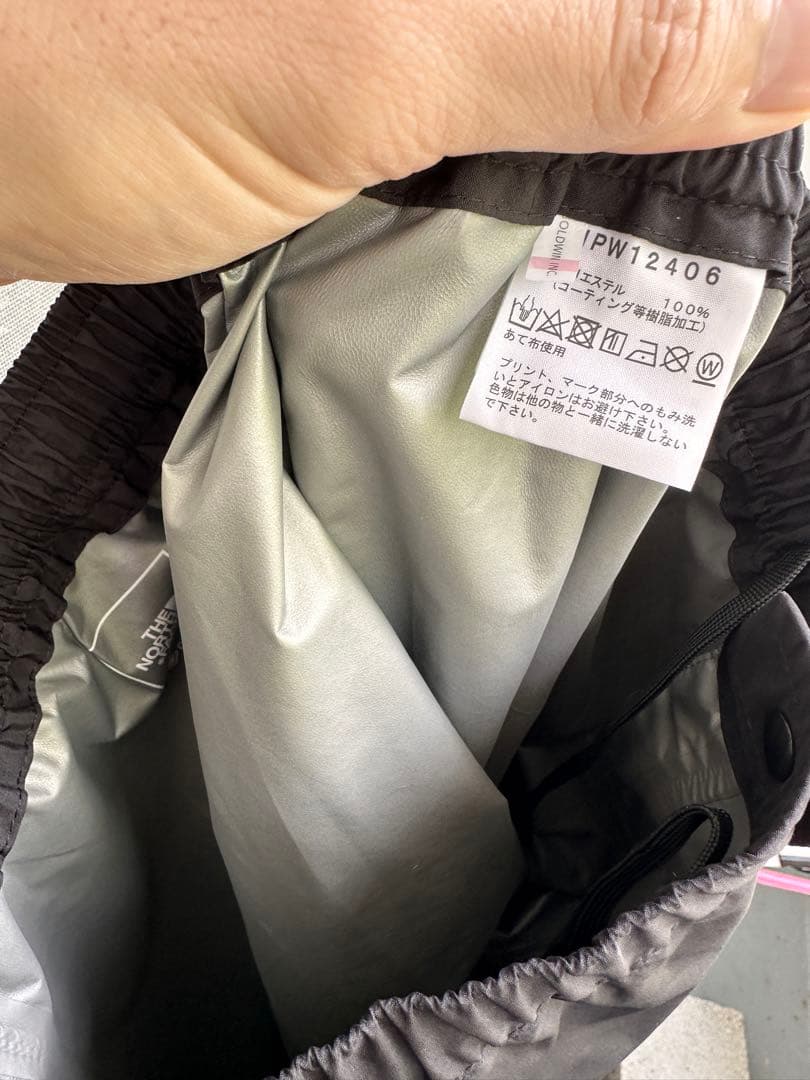 OLDWIN INC.
IPW12406
リエステル 100%
(コーティング等樹脂加工)
W
あて布使用
プリント、マーク部分へのもみ洗
いとアイロンはお避け下さい。
色物は他の物と一緒に洗濯しない
で下さい。
THE
NORTH